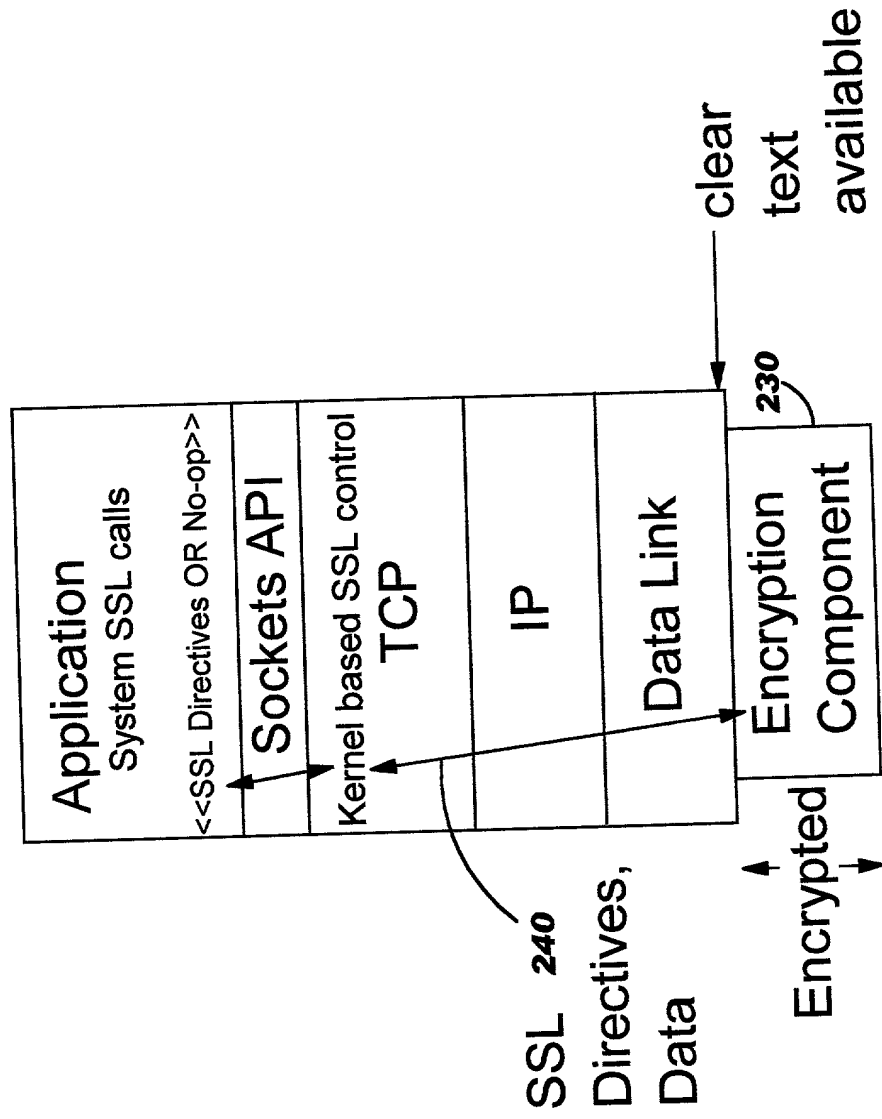 Application
System SSL calls
<<SSL Directives OR No-op>>
Sockets API
Kernel based SSL control
TCP
IP
Data Link
Encryption
Component
230
240
SSL
Directives,
Data
Encrypted
clear
text
available